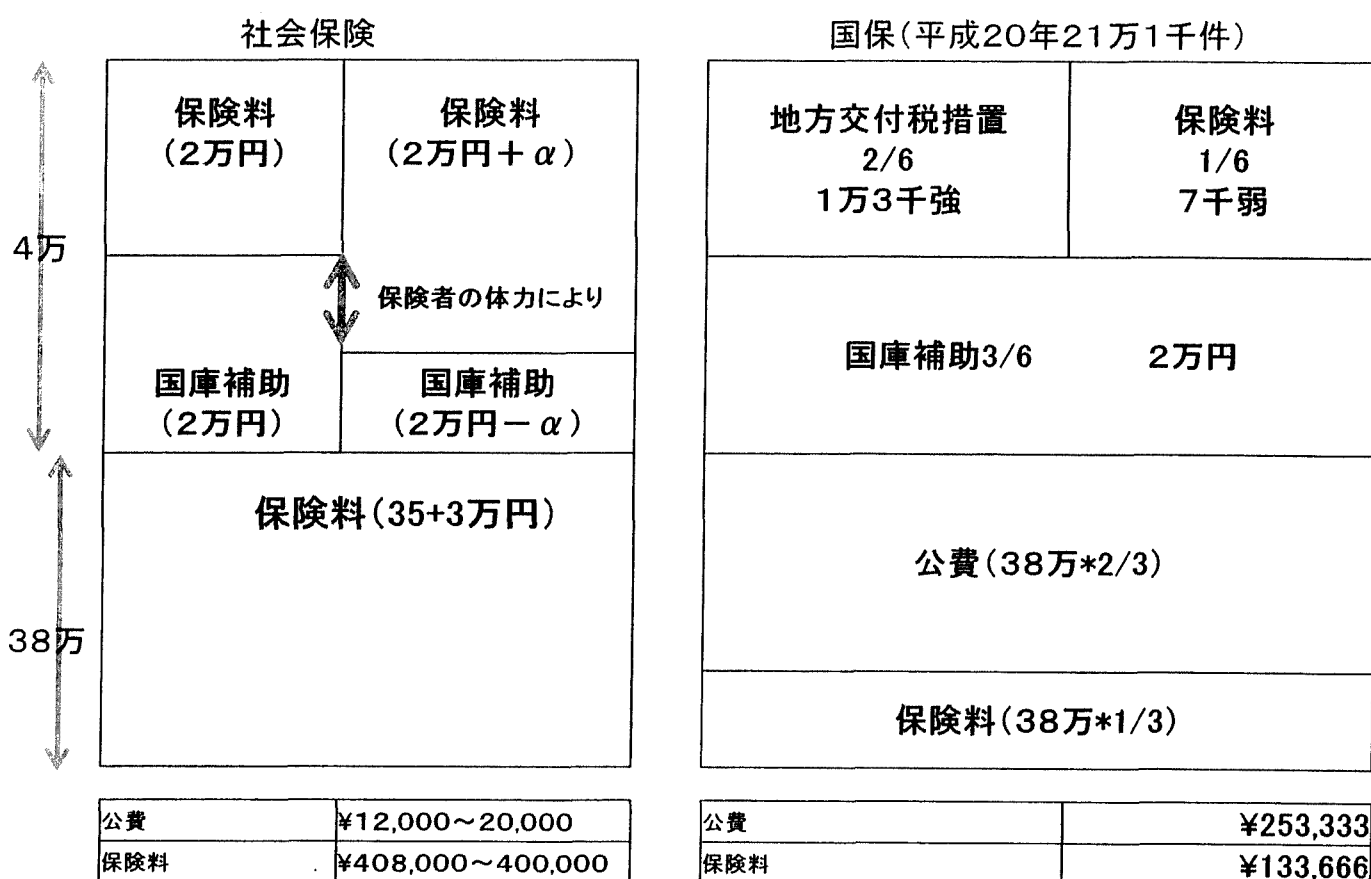 社会保険
4万
38万
保険料
(2万円)
保険料
(2万円+α)
保険者の体力により
国庫補助
(2万円)
国庫補助
(2万円-α)
保険料(35+3万円)
公費 ¥12,000~20,000
保険料 ¥408,000~400,000
国保(平成20年21万1千件)
地方交付税措置
2/6
1万3千強
保険料
1/6
7千弱
国庫補助3/6 2万円
公費(38万*2/3)
保険料(38万*1/3)
公費 ¥253,333
保険料 ¥133,666